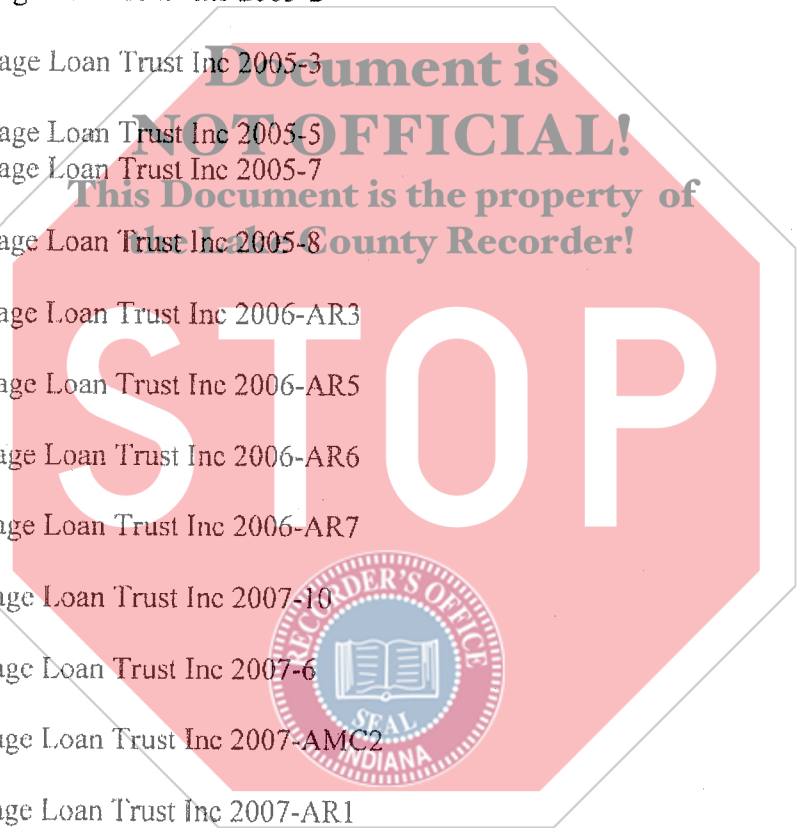 age Loan Trust Inc 2005-3
Document is
age Loan Trust Inc 2005-5
NOT OFFICIAL!
age Loan Trust Inc 2005-7
This Document is the property of
age Loan Trust Inc 2005-8
the Lake County Recorder!
age Loan Trust Inc 2006-AR3
STOP
age Loan Trust Inc 2006-AR5
age Loan Trust Inc 2006-AR6
age Loan Trust Inc 2006-AR7
age Loan Trust Inc 2007-10
RECORDER'S OFFICE
age Loan Trust Inc 2007-6
SEAL
age Loan Trust Inc 2007-AMC2
INDIANA
age Loan Trust Inc 2007-AR1